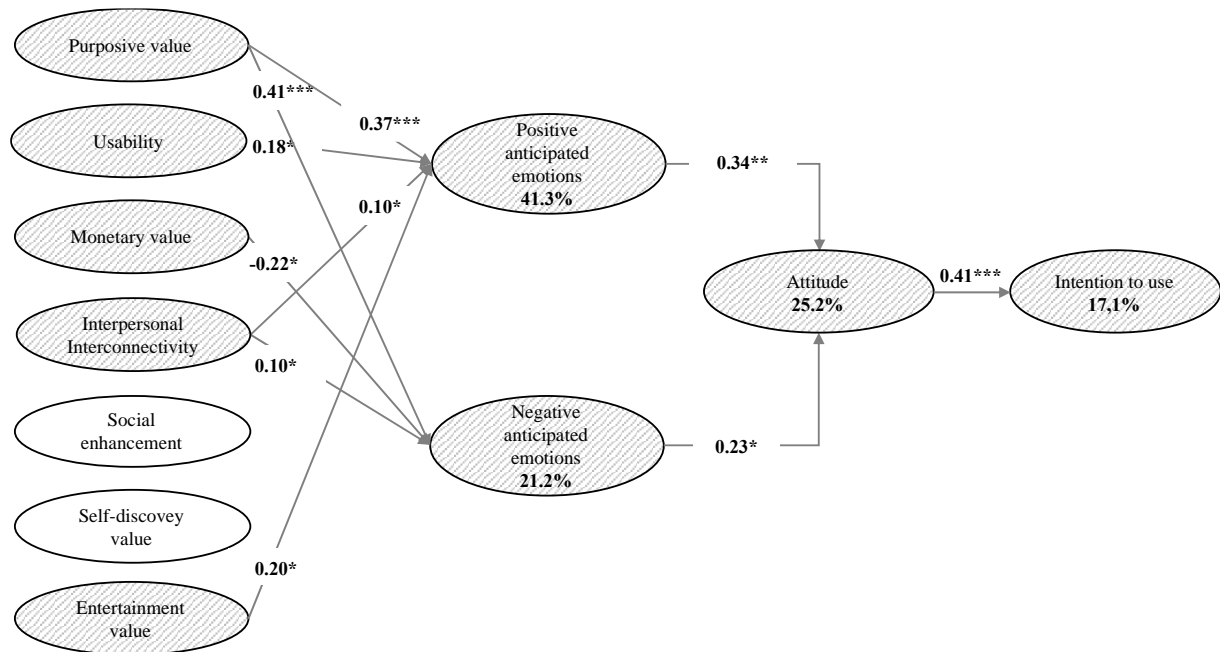 Purposive value
Usability
Monetary value
Interpersonal
Interconnectivity
Social
enhancement
Self-discovey
value
Entertainment
value
0.41***
0.37***
0.18*
0.10*
-0.22*
0.10*
0.20*
Positive
anticipated
emotions
41.3%
Negative
anticipated
emotions
21.2%
0.34**
0.23*
Attitude
25.2%
0.41***
Intention to use
17,1%